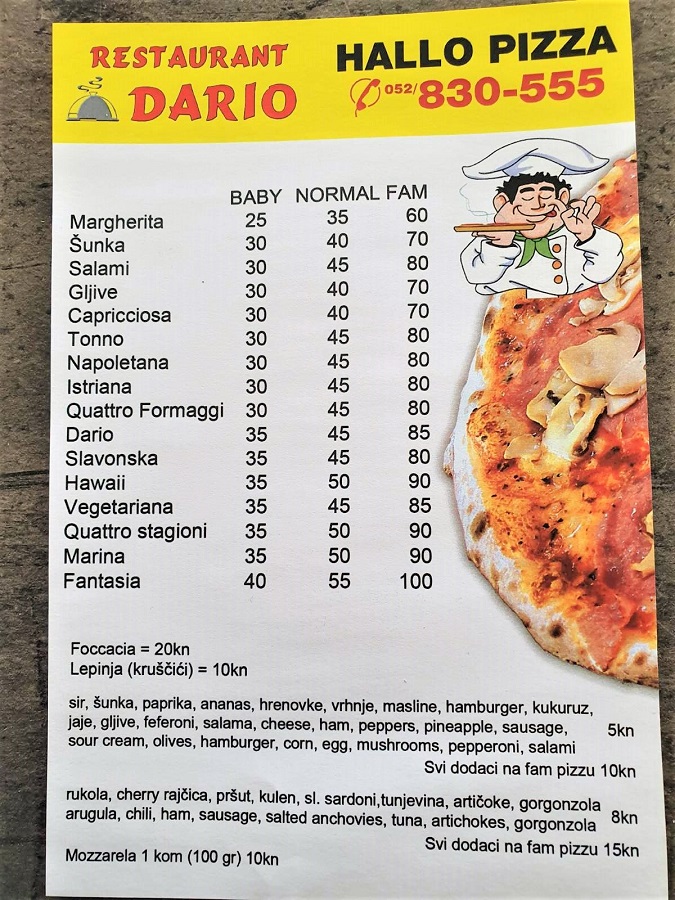 RESTAURANT
DARIO
HALLO PIZZA
052/830-555
BABY NORMAL FAM
Margherita 25 35 60
Šunka 30 40 70
Salami 30 45 80
Gljive 30 40 70
Capricciosa 30 40 70
Tonno 30 45 80
Napoletana 30 45 80
Istriana 30 45 80
Quattro Formaggi 30 45 80
Dario 35 45 85
Slavonska 35 45 80
Hawaii 35 50 90
Vegetariana 35 45 85
Quattro stagioni 35 50 90
Marina 35 50 90
Fantasia 40 55 100
Foccacia = 20kn
Lepinja (kruščići) = 10kn
sir, šunka, paprika, ananas, hrenovke, vrhnje, masline, hamburger, kukuruz,
jaje, gljive, feferoni, salama, cheese, ham, peppers, pineapple, sausage, 5kn
sour cream, olives, hamburger, corn, egg, mushrooms, pepperoni, salami
Svi dodaci na fam pizzu 10kn
rukola, cherry rajčica, pršut, kulen, sl. sardoni,tunjevina, artičoke, gorgonzola
arugula, chili, ham, sausage, salted anchovies, tuna, artichokes, gorgonzola 8kn
Svi dodaci na fam pizzu 15kn
Mozzarela 1 kom (100 gr) 10kn